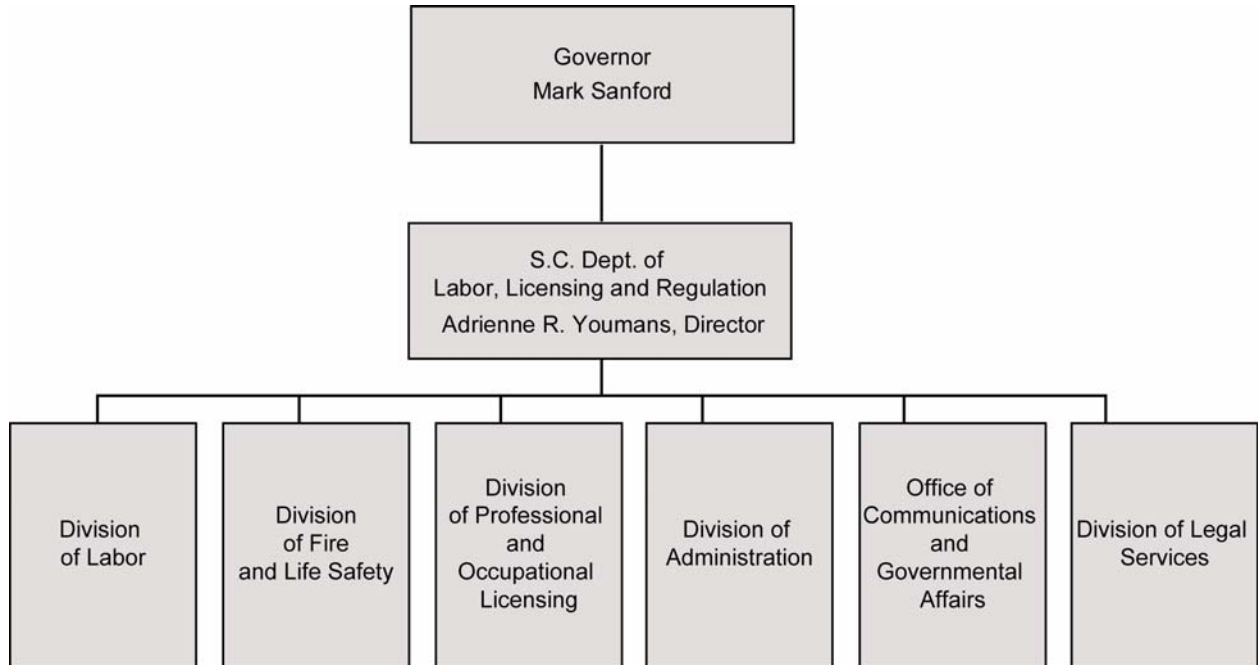 Governor
Mark Sanford
S.C. Dept. of
Labor, Licensing and Regulation
Adrienne R. Youmans, Director
Division
of Labor
Division
of Fire
and Life Safety
Division
of Professional
and
Occupational
Licensing
Division of
Administration
Office of
Communications
and
Governmental
Affairs
Division of Legal
Services